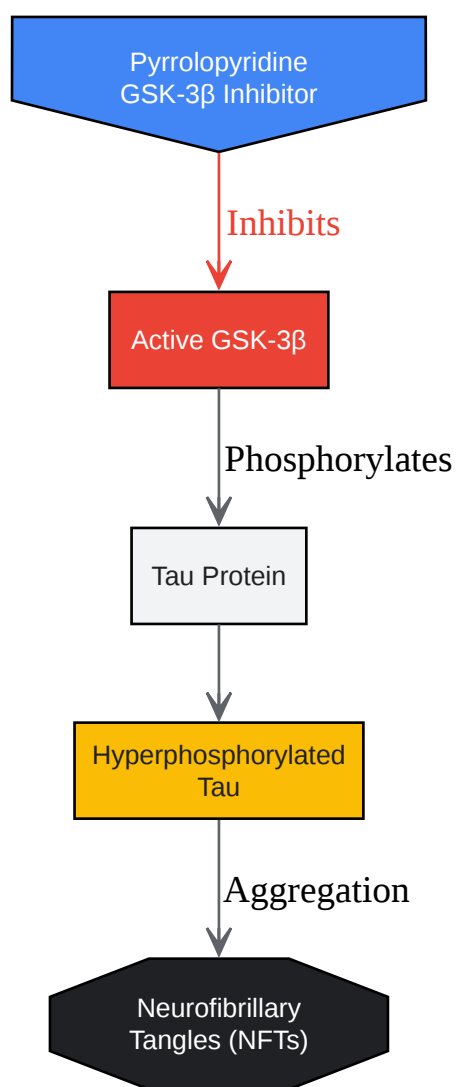 Pyrrolopyridine
GSK-3β Inhibitor
Inhibits
Active GSK-3β
Phosphorylates
Tau Protein
Hyperphosphorylated
Tau
Aggregation
Neurofibrillary
Tangles (NFTs)